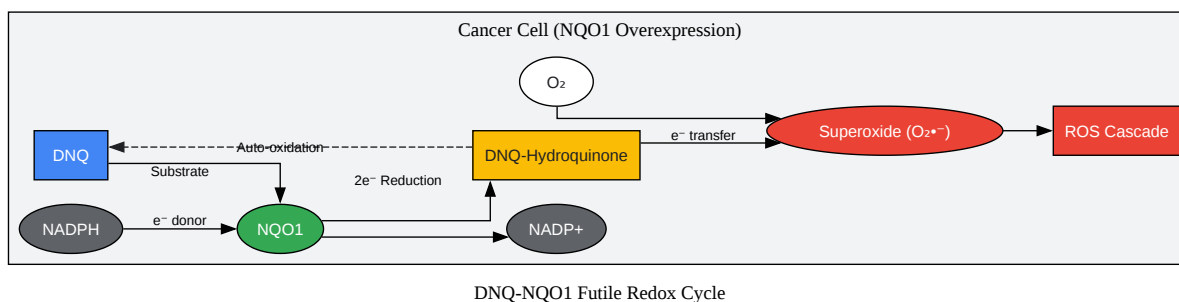 Cancer Cell (NQO1 Overexpression)
O₂
Superoxide (O₂•⁻)
ROS Cascade
e⁻ transfer
DNQ
Auto-oxidation
DNQ-Hydroquinone
Substrate
2e⁻ Reduction
NADPH
e⁻ donor
NQO1
NADP+
DNQ-NQO1 Futile Redox Cycle